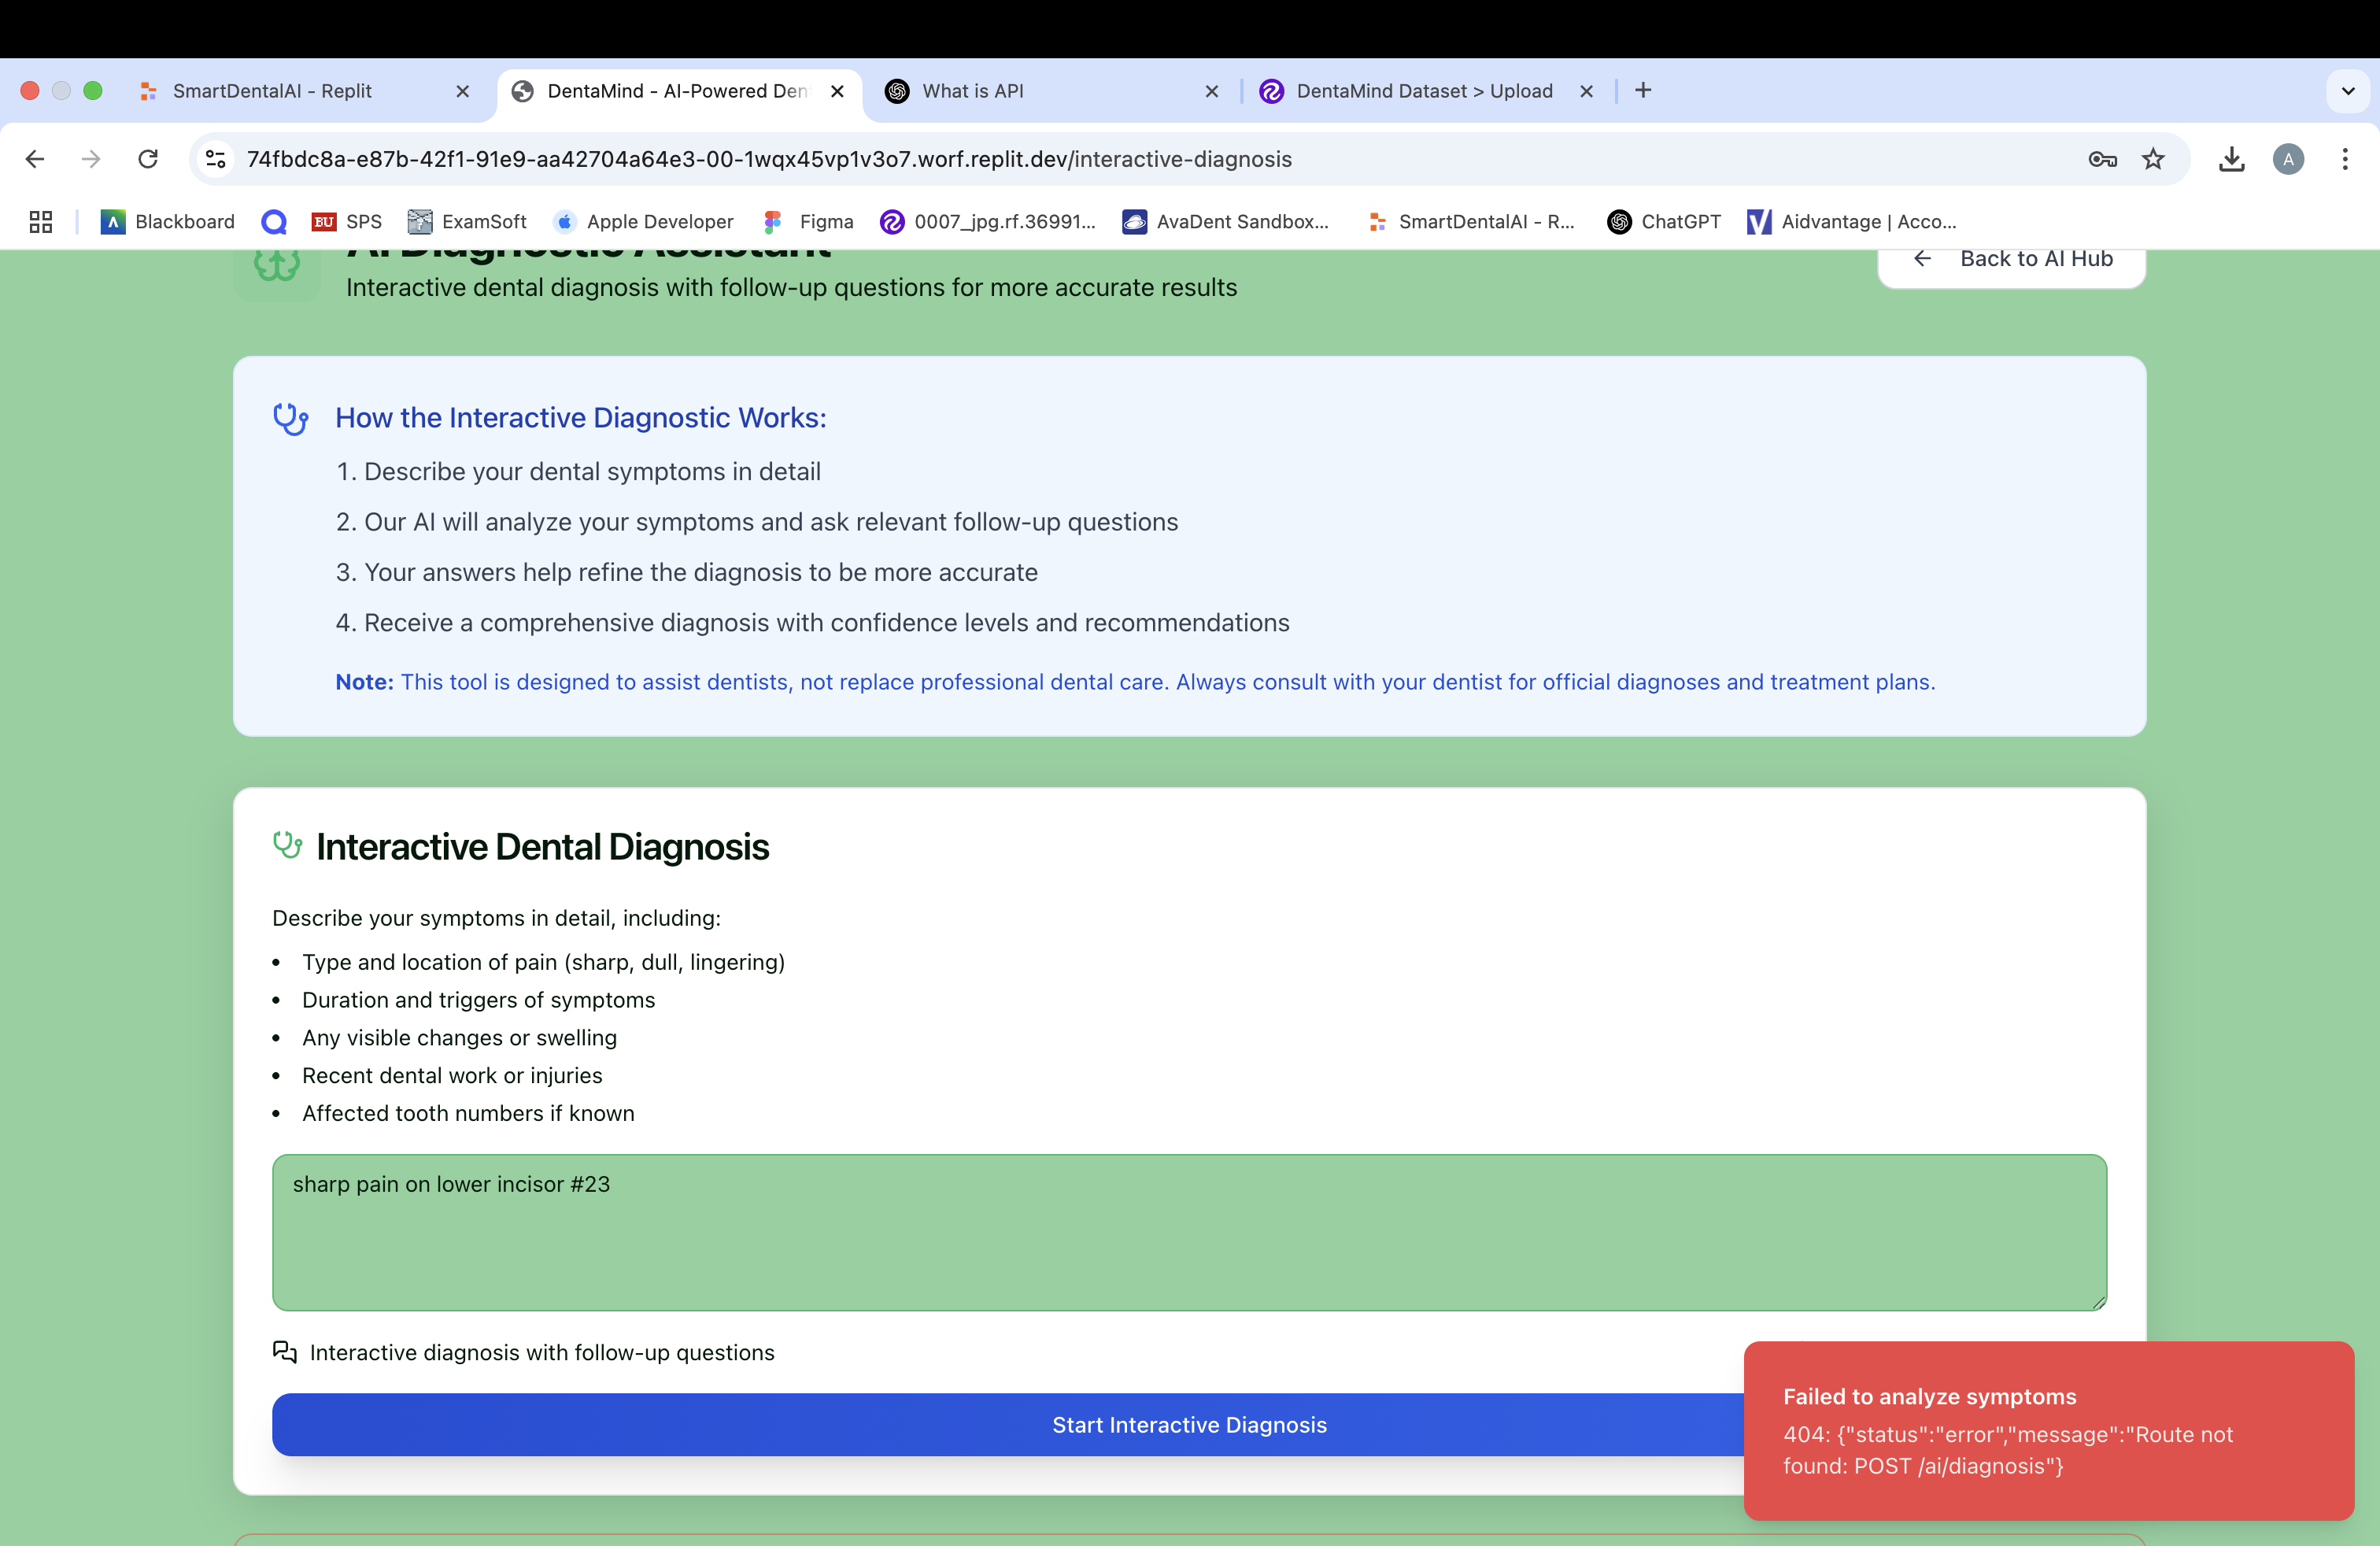 SmartDentalAI - Replit
DentaMind - AI-Powered Den
What is API
DentaMind Dataset > Upload
74fbdc8a-e87b-42f1-91e9-aa42704a64e3-00-1wqx45vp1v3o7.worf.replit.dev/interactive-diagnosis
A
Blackboard
BU SPS
ExamSoft
Apple Developer
Figma
0007_jpg.rf.36991...
AvaDent Sandbox...
SmartDentalAI - R...
ChatGPT
Aidvantage | Acco...
AI Diagnostic Assistant
Interactive dental diagnosis with follow-up questions for more accurate results
Back to AI Hub
How the Interactive Diagnostic Works:
1. Describe your dental symptoms in detail
2. Our AI will analyze your symptoms and ask relevant follow-up questions
3. Your answers help refine the diagnosis to be more accurate
4. Receive a comprehensive diagnosis with confidence levels and recommendations
Note: This tool is designed to assist dentists, not replace professional dental care. Always consult with your dentist for official diagnoses and treatment plans.
Interactive Dental Diagnosis
Describe your symptoms in detail, including:
• Type and location of pain (sharp, dull, lingering)
• Duration and triggers of symptoms
• Any visible changes or swelling
• Recent dental work or injuries
• Affected tooth numbers if known
sharp pain on lower incisor #23
Interactive diagnosis with follow-up questions
Start Interactive Diagnosis
Failed to analyze symptoms
404: {"status":"error","message":"Route not
found: POST /ai/diagnosis"}